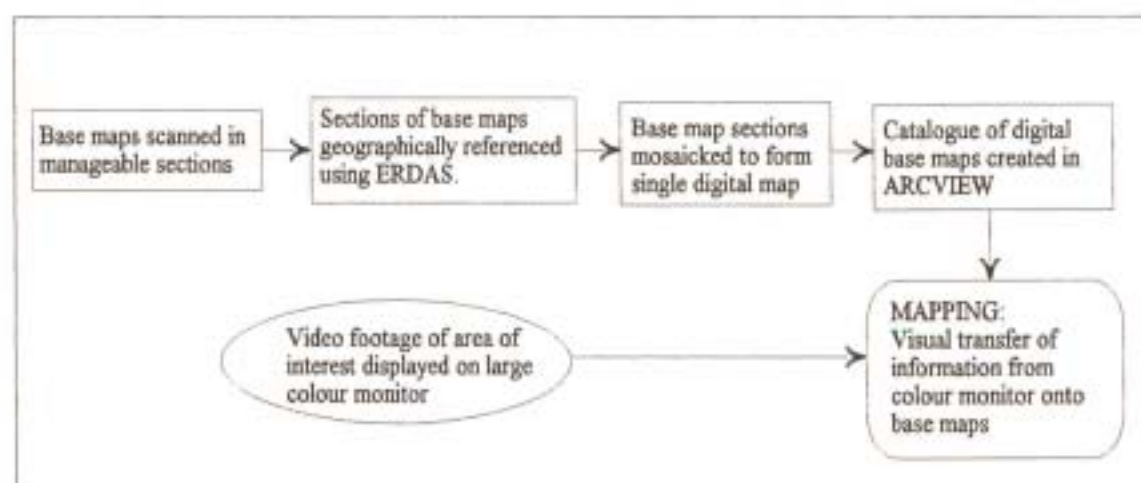 Base maps scanned in
manageable sections
Sections of base maps
geographically referenced
using ERDAS.
Base map sections
mosaicked to form
single digital map
Catalogue of digital
base maps created in
ARCVIEW
Video footage of area of
interest displayed on large
colour monitor
MAPPING:
Visual transfer of
information from
colour monitor onto
base maps